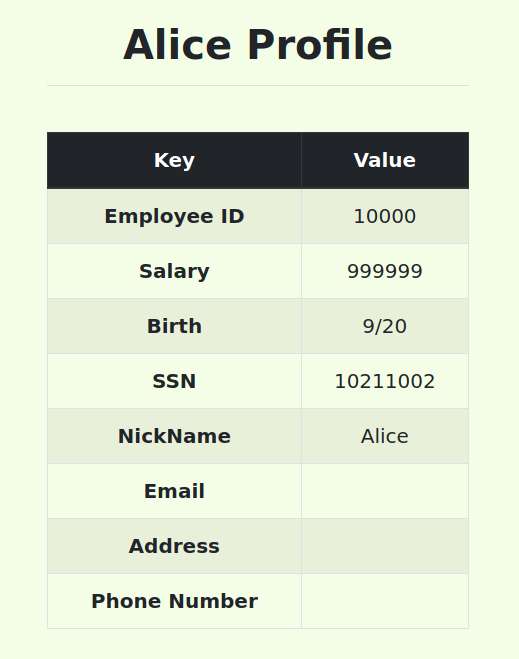 Alice Profile
Key Value
Employee ID 10000
Salary 999999
Birth 9/20
SSN 10211002
NickName Alice
Email
Address
Phone Number